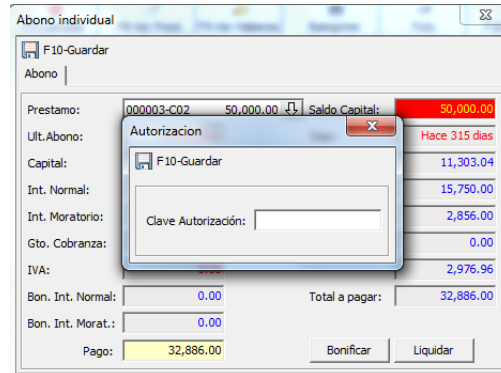 Abono individual
F10-Guardar
Abono
Prestamo: 000003-C02 50,000.00 Saldo Capital: 50,000.00
Ult.Abono: Hace 315 dias
Capital: 11,303.04
Int. Normal: 15,750.00
Int. Moratorio: 2,856.00
Gto. Cobranza: 0.00
IVA: 2,976.96
Bon. Int. Normal: 0.00 Total a pagar: 32,886.00
Bon. Int. Morat.: 0.00
Pago: 32,886.00 Bonificar Liquidar
Autorizacion
F10-Guardar
Clave Autorización: